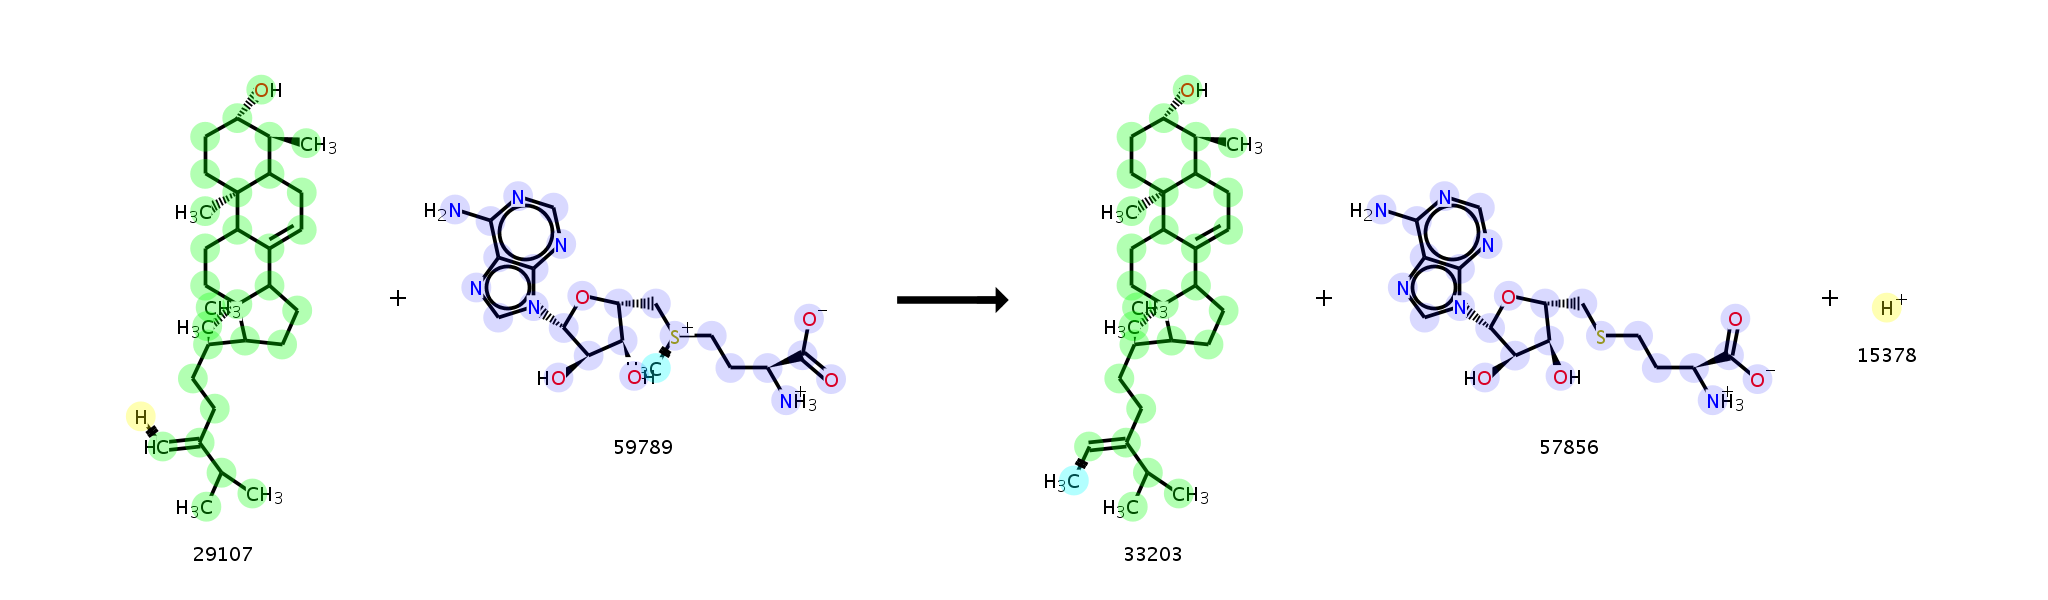 OH
CH3
H3C
CH3
H3C
H
HC
CH3
H3C
29107
+
H2N
N
N
N
N
O
HO
OH
3C
S+
O−
O
NH3+
59789
OH
CH3
H3C
CH3
H3C
H3C
CH3
H3C
33203
+
H2N
N
N
N
N
O
HO
OH
S
O
O−
NH3+
57856
+
H+
15378